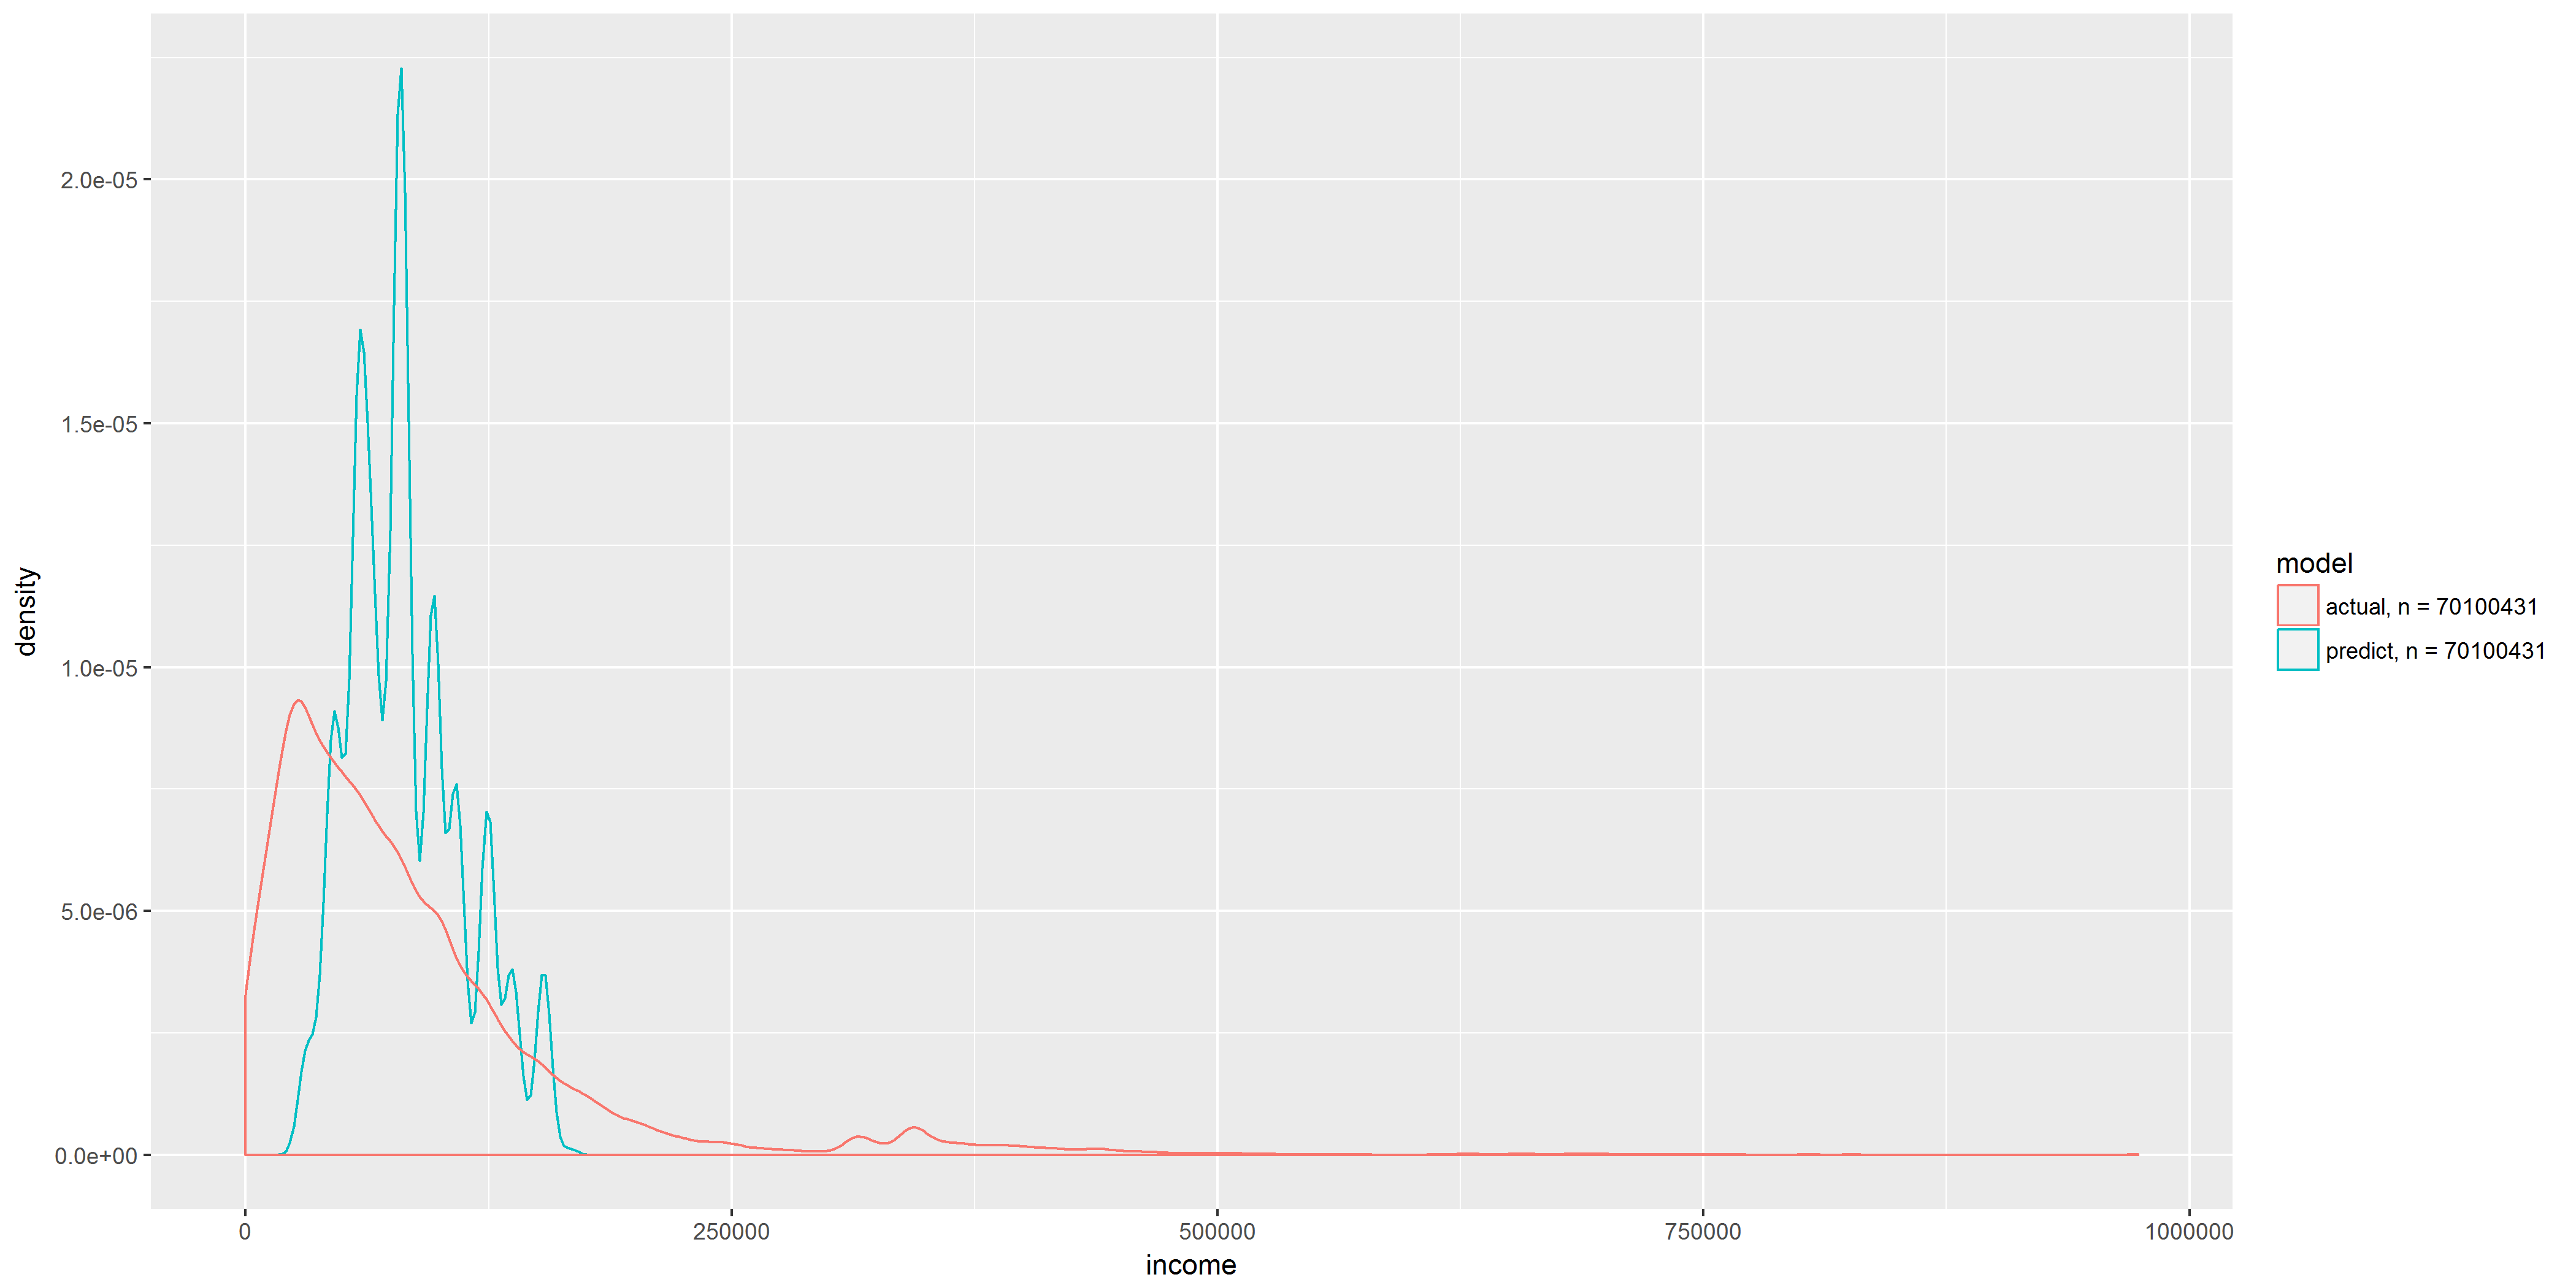 density
2.0e-05
1.5e-05
1.0e-05
5.0e-06
0.0e+00
0
250000
500000
750000
1000000
income
model
actual, n = 70100431
predict, n = 70100431